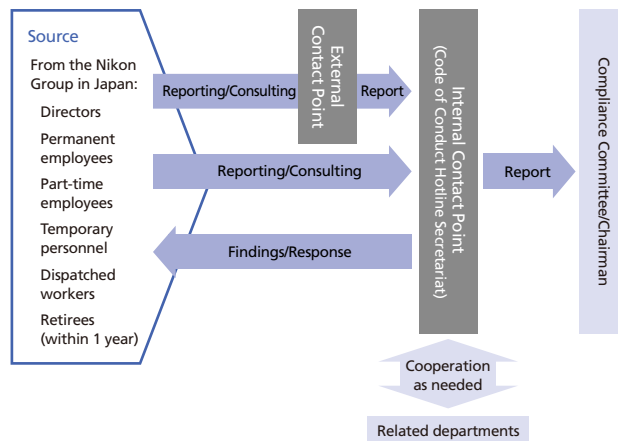 Source
From the Nikon
Group in Japan:
Directors
Permanent
employees
Part-time
employees
Temporary
personnel
Dispatched
workers
Retirees
(within 1 year)
Reporting/Consulting
External
Contact Point
Report
Reporting/Consulting
Findings/Response
Internal Contact Point
(Code of Conduct Hotline Secretariat)
Report
Compliance Committee/Chairman
Cooperation
as needed
Related departments